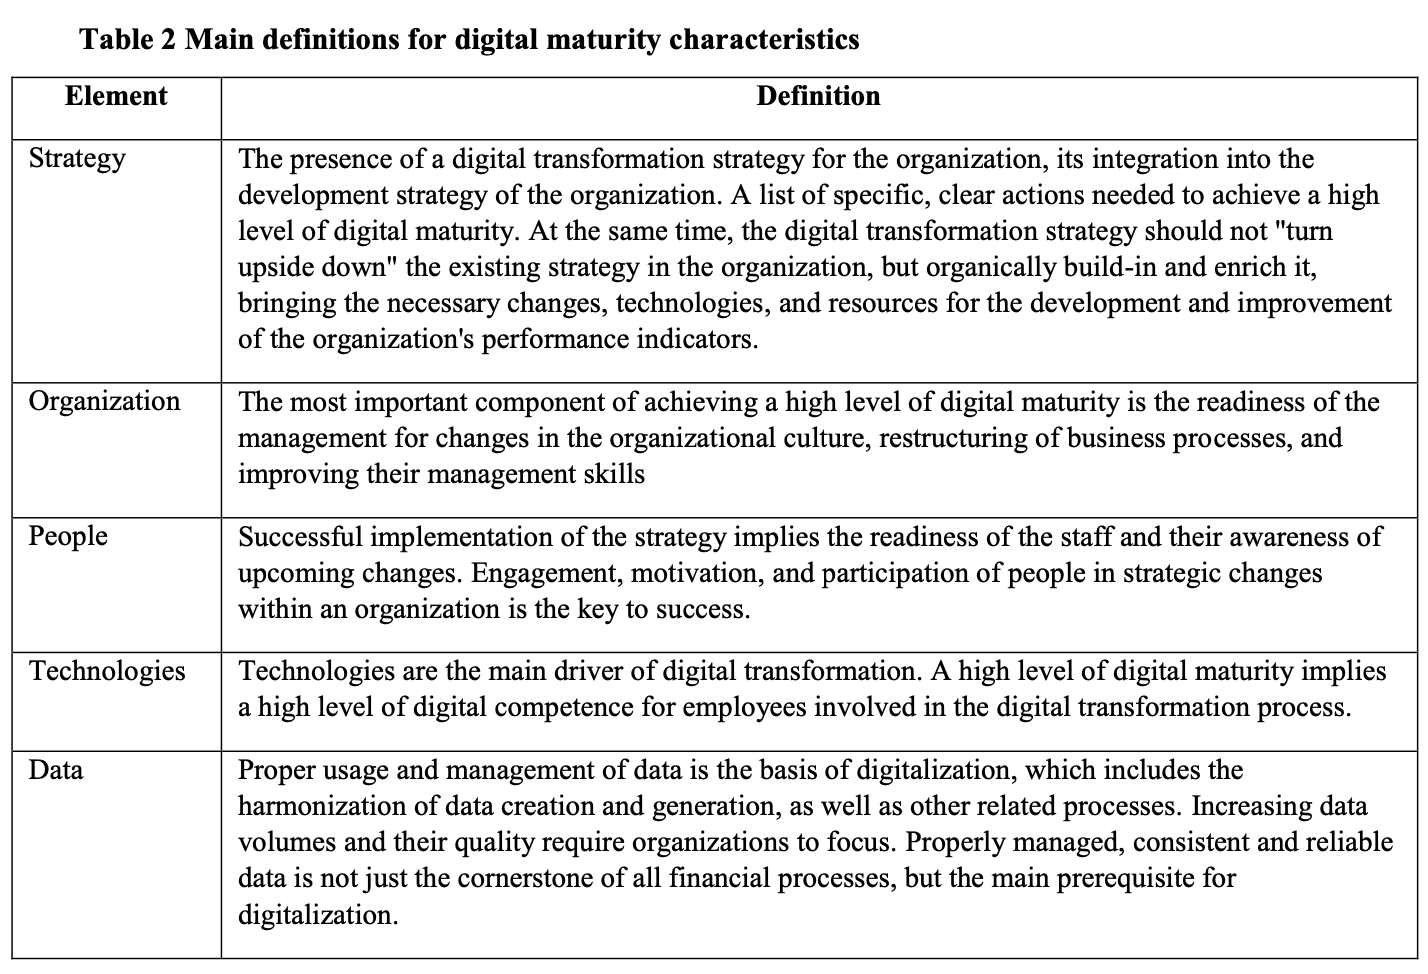 Table 2 Main definitions for digital maturity characteristics
Element
Definition
Strategy
The presence of a digital transformation strategy for the organization, its integration into the
development strategy of the organization. A list of specific, clear actions needed to achieve a high
level of digital maturity. At the same time, the digital transformation strategy should not "turn
upside down" the existing strategy in the organization, but organically build-in and enrich it,
bringing the necessary changes, technologies, and resources for the development and improvement
of the organization's performance indicators.
Organization
The most important component of achieving a high level of digital maturity is the readiness of the
management for changes in the organizational culture, restructuring of business processes, and
improving their management skills
People
Successful implementation of the strategy implies the readiness of the staff and their awareness of
upcoming changes. Engagement, motivation, and participation of people in strategic changes
within an organization is the key to success.
Technologies
Technologies are the main driver of digital transformation. A high level of digital maturity implies
a high level of digital competence for employees involved in the digital transformation process.
Data
Proper usage and management of data is the basis of digitalization, which includes the
harmonization of data creation and generation, as well as other related processes. Increasing data
volumes and their quality require organizations to focus. Properly managed, consistent and reliable
data is not just the cornerstone of all financial processes, but the main prerequisite for
digitalization.